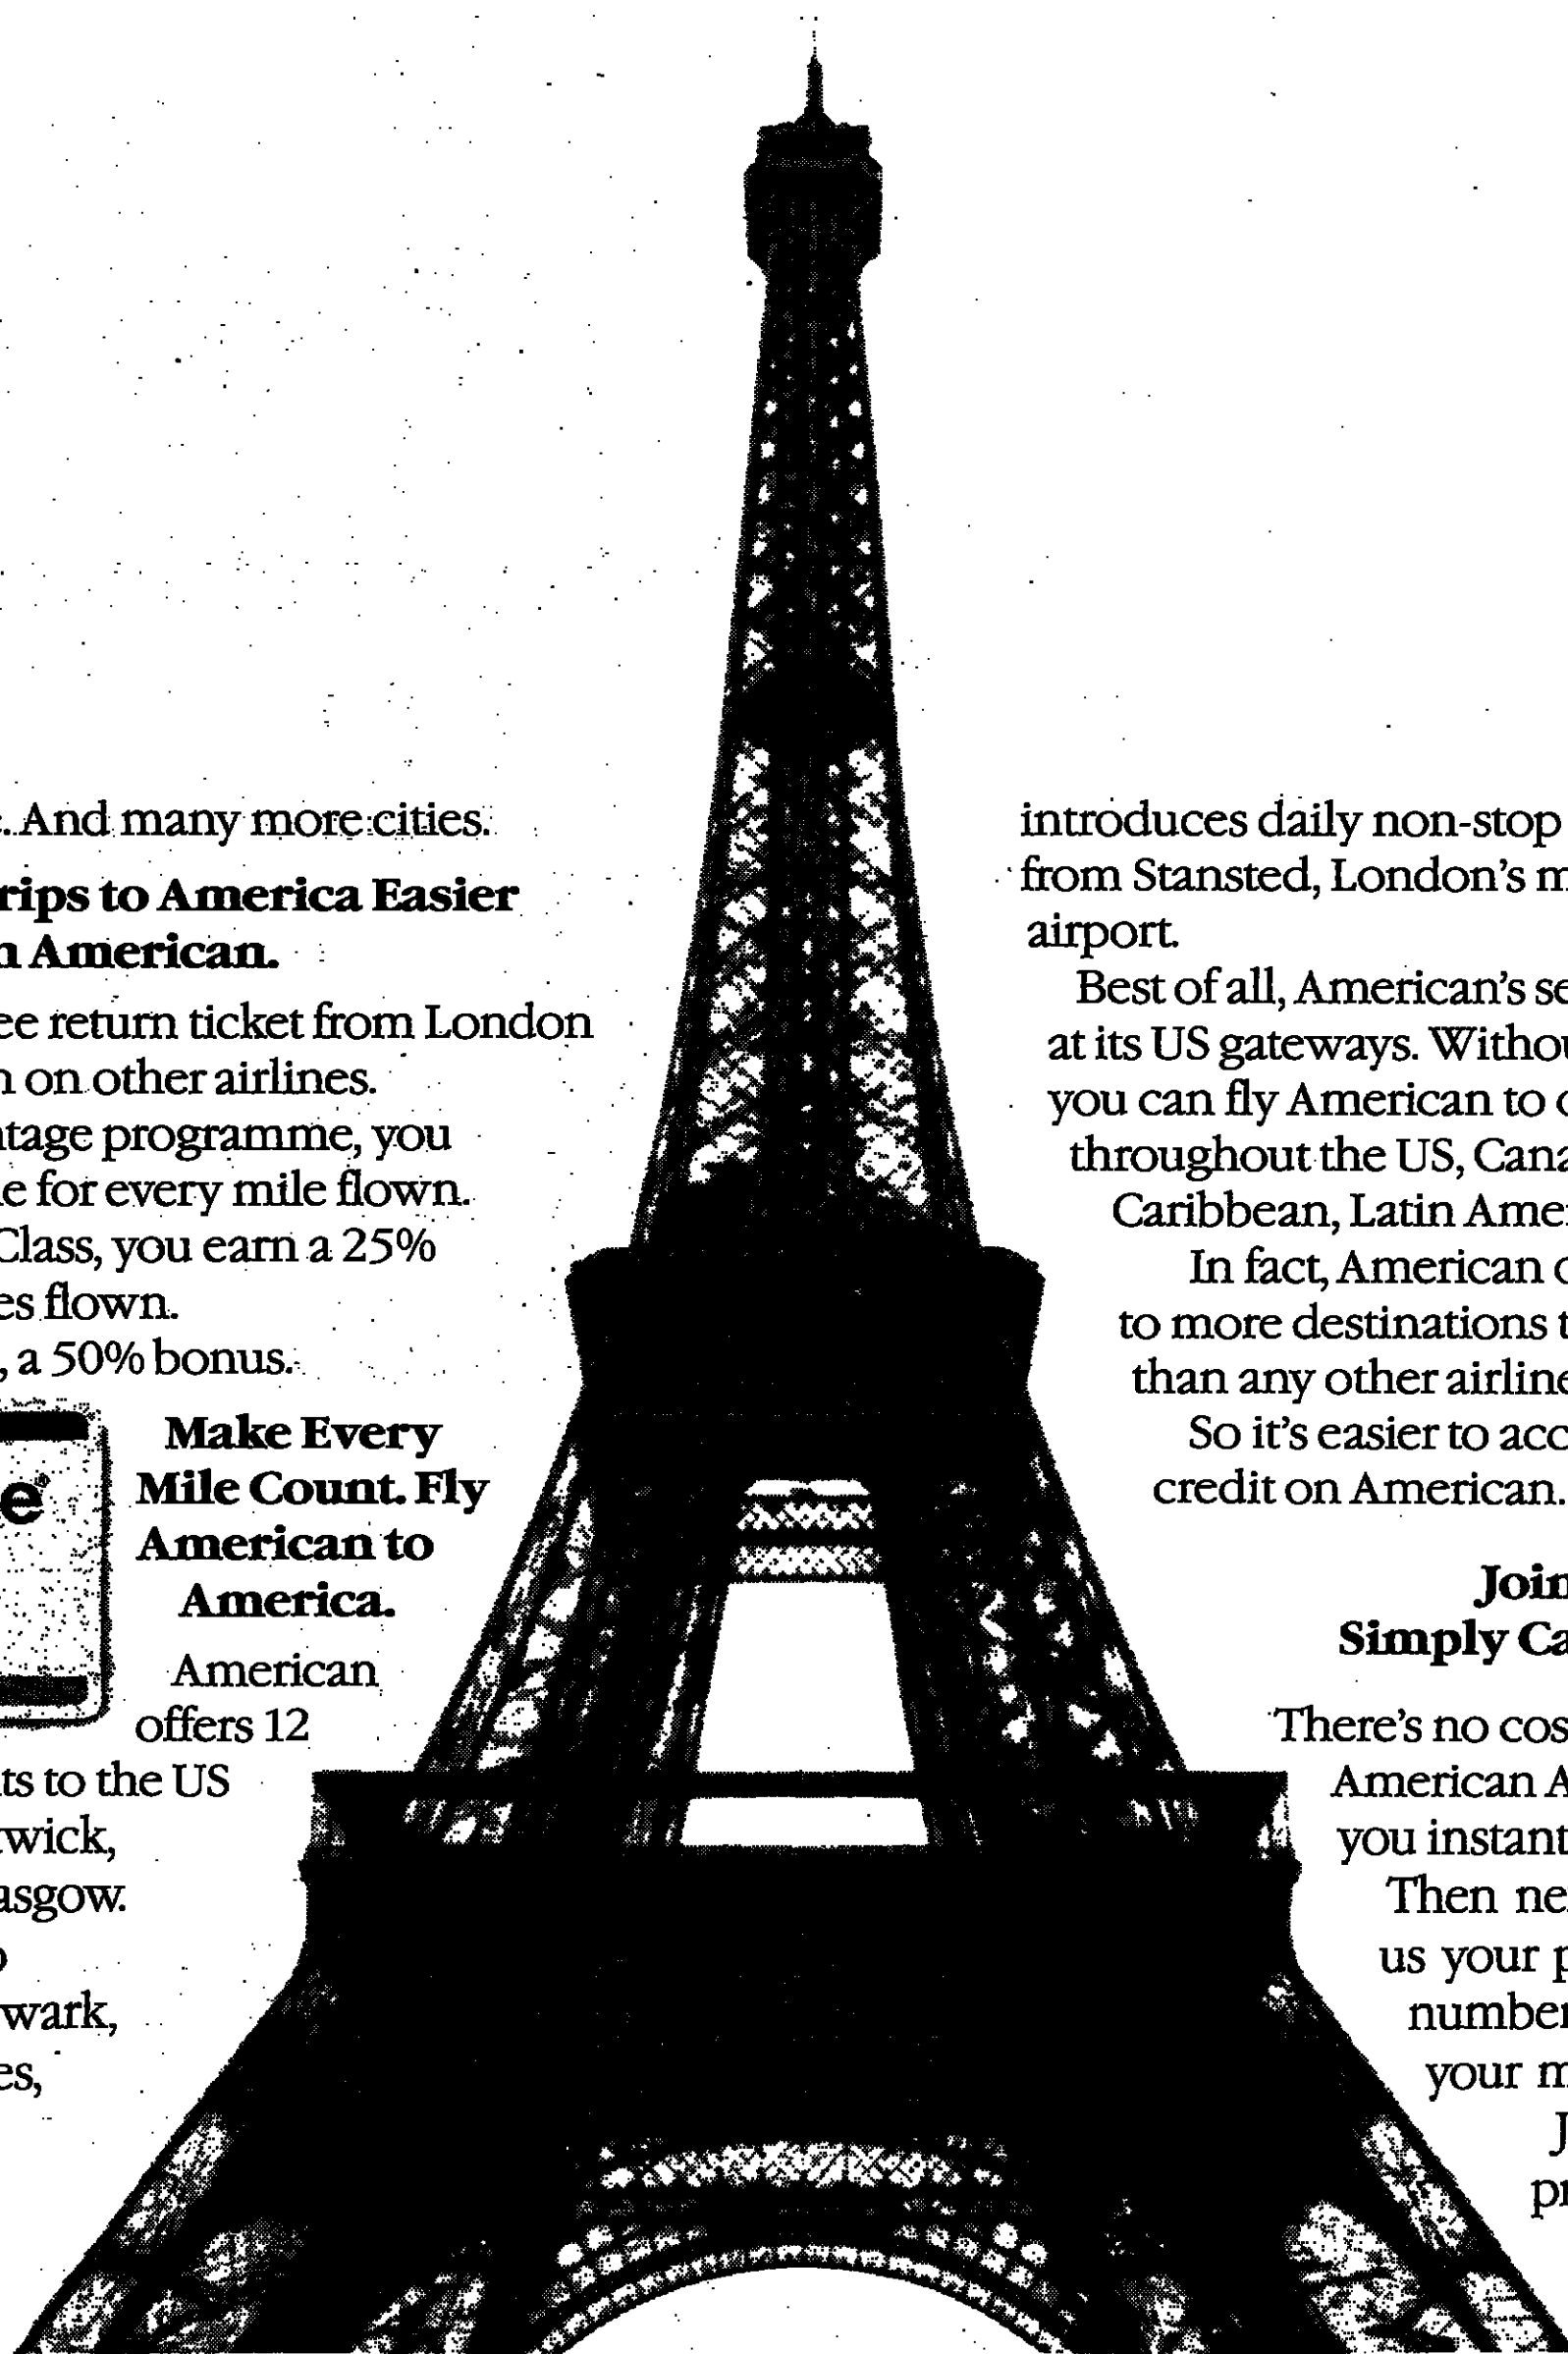 And many more cities.
rips to America Easier
n American.
ee return ticket from London
n on other airlines.
ntage programme, you
e for every mile flown.
Class, you earn a 25%
es flown.
, a 50% bonus.
e
Make Every
Mile Count. Fly
American to
America.
American
offers 12
ts to the US
wick,
asgow.
wark,
es,
introduces daily non-stop
from Stansted, London's m
airport.
Best of all, American's se
at its US gateways. Withou
you can fly American to
throughout the US, Cana
Caribbean, Latin Amer
In fact, American
to more destinations t
than any other airline
So it's easier to acc
credit on American.
Join
Simply Ca
There's no cos
American A
you instant
Then ne
us your p
number
your m
J
pr